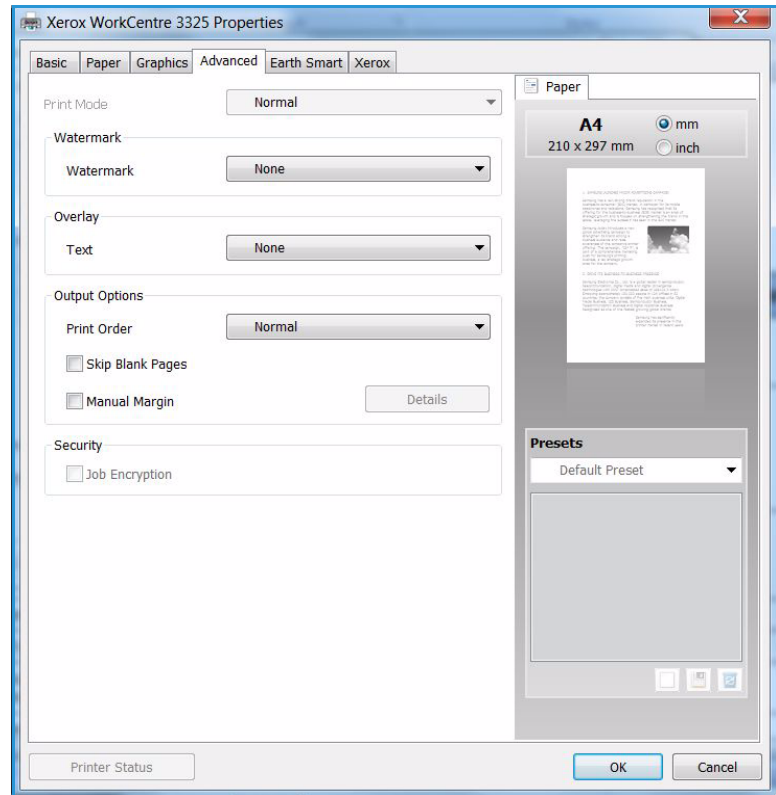 Xerox WorkCentre 3325 Properties
X
Basic Paper Graphics Advanced Earth Smart Xerox
Print Mode Normal
Watermark
Watermark None
Overlay
Text None
Output Options
Print Order Normal
Skip Blank Pages
Manual Margin Details
Security
Job Encryption
Paper
A4 mm
210 x 297 mm inch
Presets
Default Preset
Printer Status OK Cancel